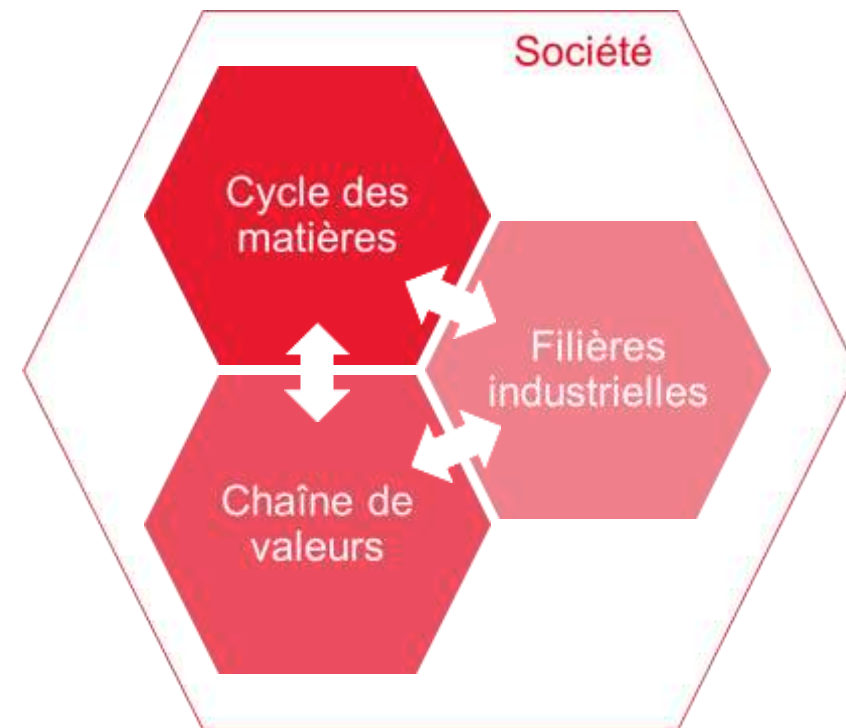 Société
Cycle des
matières
Filières
industrielles
Chaîne de
valeurs